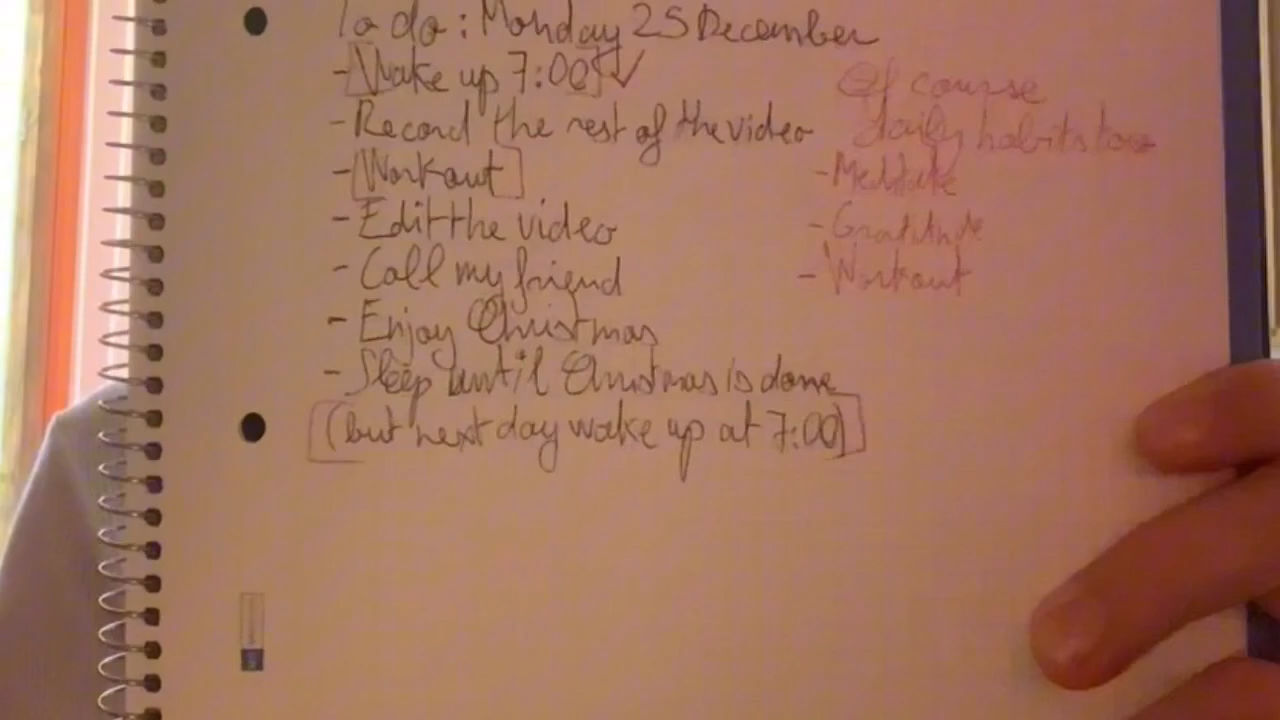 To do: Monday 25 December
- Wake up 7:00 ✓
- Record the rest of the video
- [Workout]
- Edit the video
- Call my friend
- Enjoy Christmas
- Sleep until Christmas is done
[(but next day wake up at 7:00)]
Of course
daily habits too
- Meditate
- Gratitude
- Workout